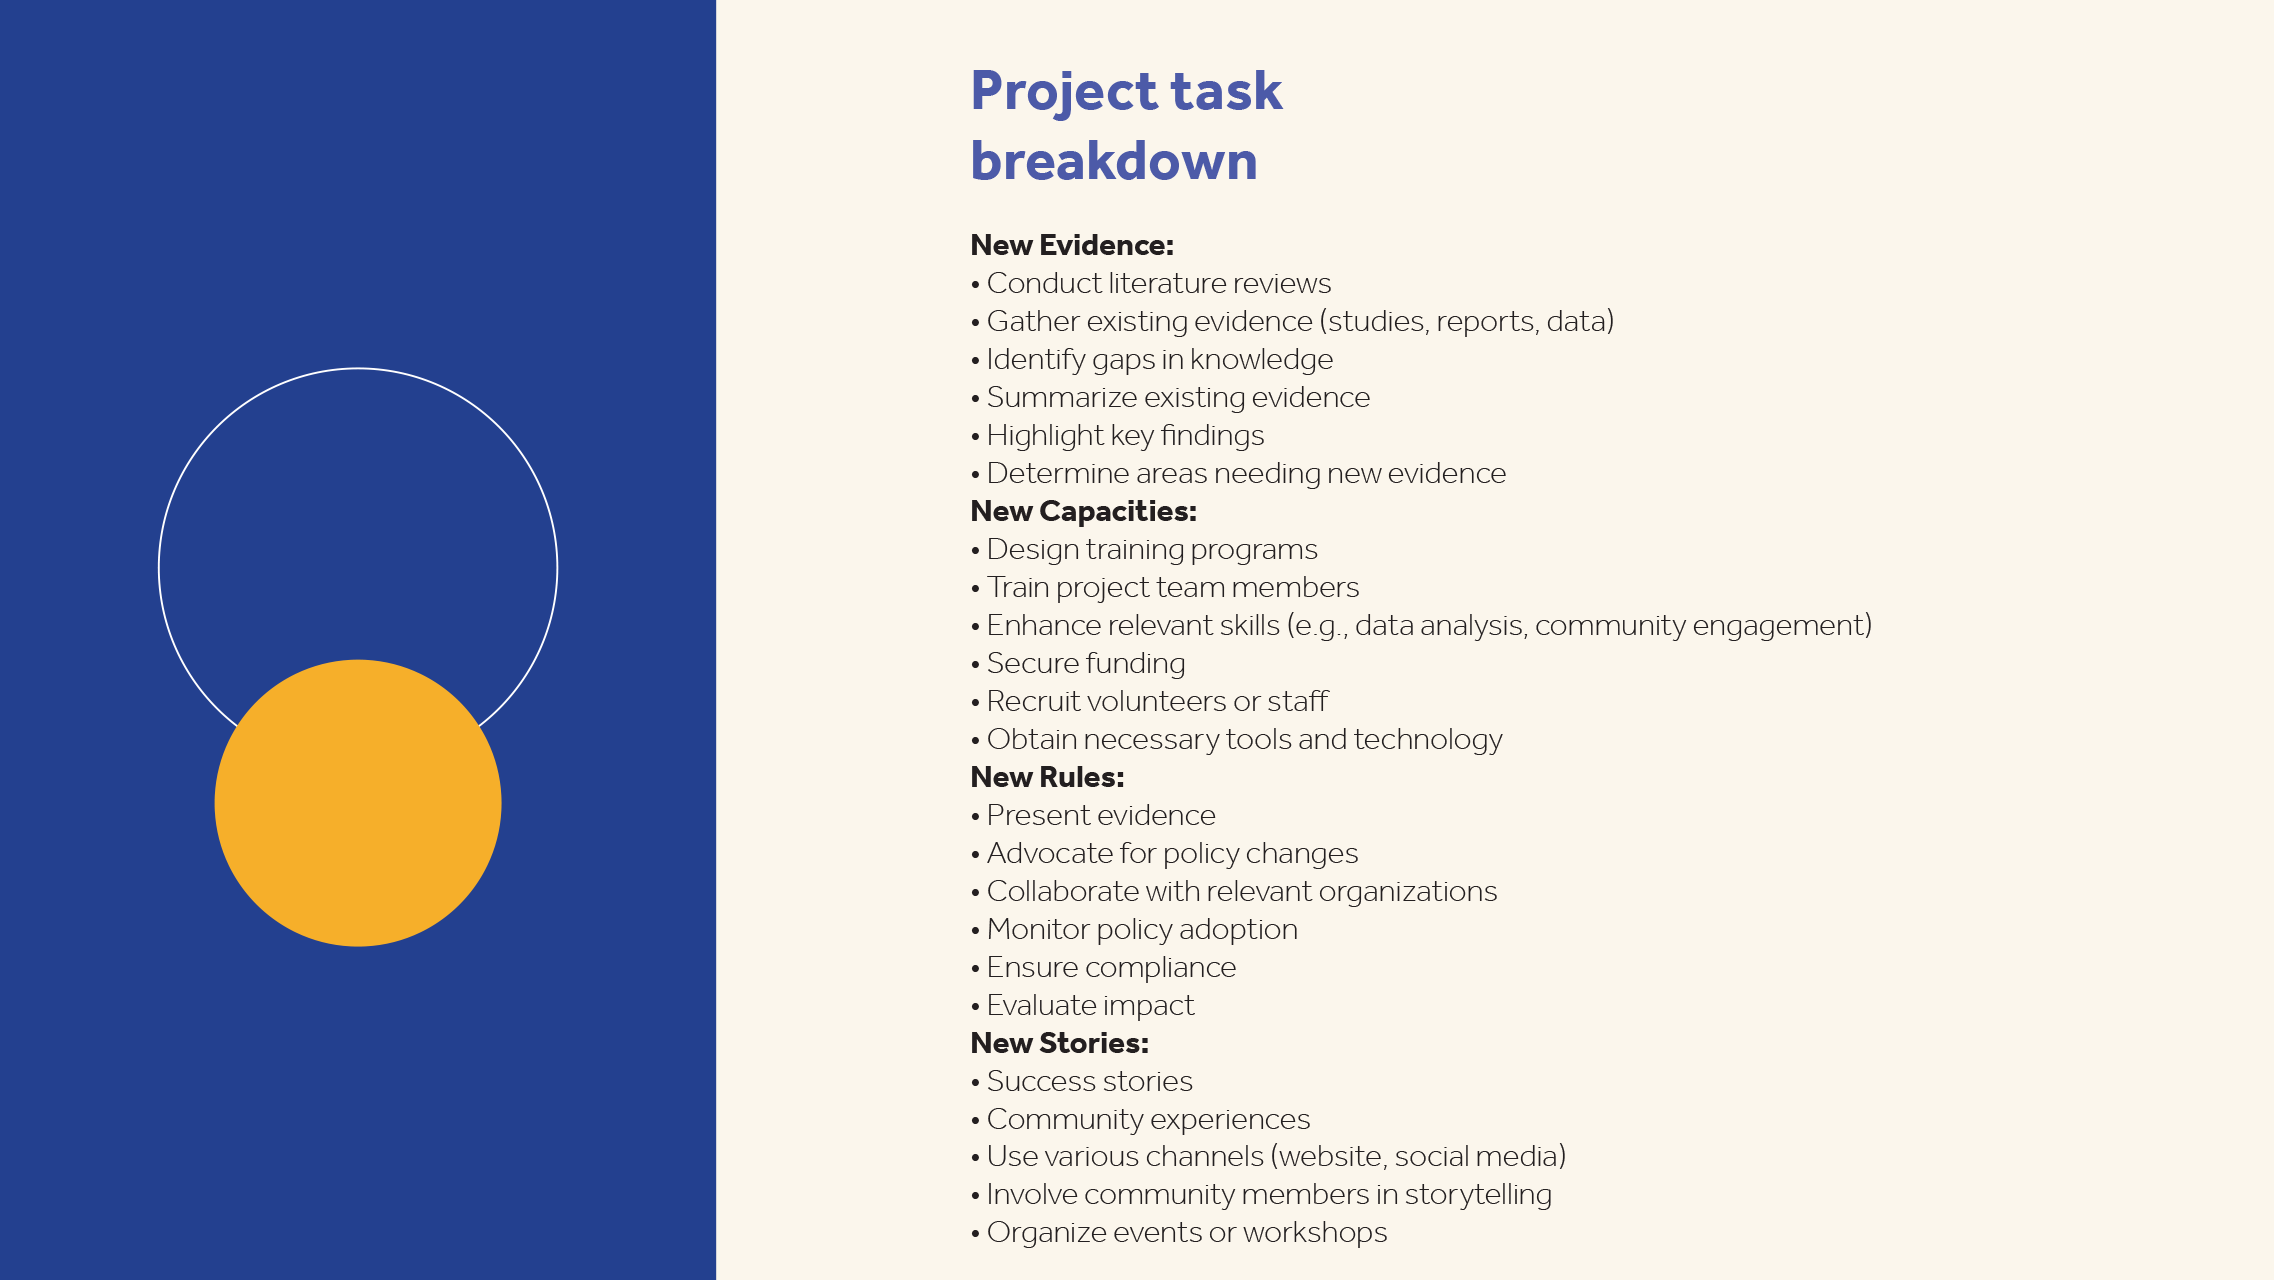 Project task
breakdown
New Evidence:
• Conduct literature reviews
• Gather existing evidence (studies, reports, data)
• Identify gaps in knowledge
• Summarize existing evidence
• Highlight key findings
• Determine areas needing new evidence
New Capacities:
• Design training programs
• Train project team members
• Enhance relevant skills (e.g., data analysis, community engagement)
• Secure funding
• Recruit volunteers or staff
• Obtain necessary tools and technology
New Rules:
• Present evidence
• Advocate for policy changes
• Collaborate with relevant organizations
• Monitor policy adoption
• Ensure compliance
• Evaluate impact
New Stories:
• Success stories
• Community experiences
• Use various channels (website, social media)
• Involve community members in storytelling
• Organize events or workshops